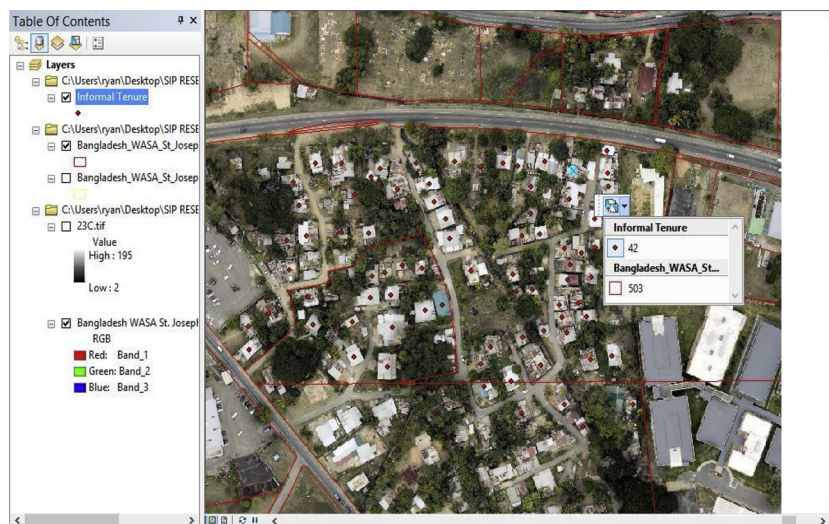 Table Of Contents
Layers
C:\Users\ryan\Desktop\SIP RESE
Informal Tenure
C:\Users\ryan\Desktop\SIP RESE
Bangladesh_WASA_St_Josep
Bangladesh_WASA_St_Josep
C:\Users\ryan\Desktop\SIP RESE
23C.tif
Value
High : 195
Low : 2
Bangladesh WASA St. Joseph
RGB
Red: Band_1
Green: Band_2
Blue: Band_3
Informal Tenure
42
Bangladesh_WASA_St...
503